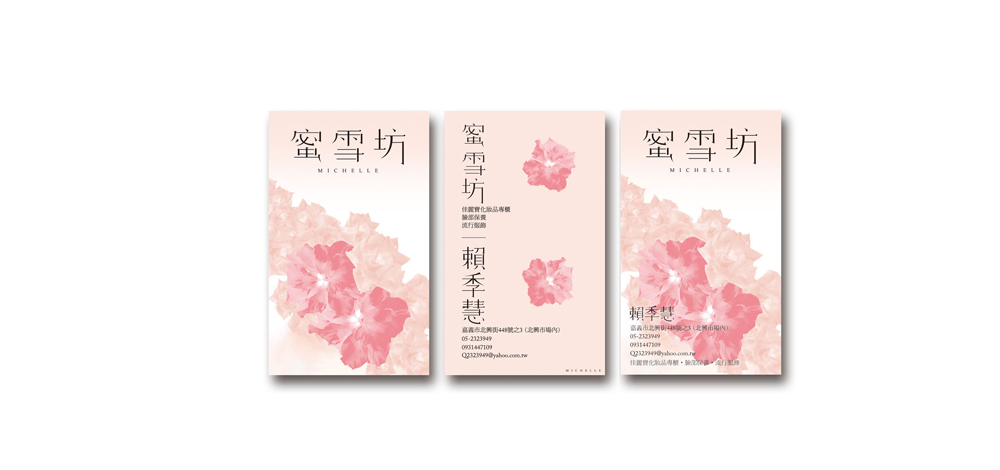 蜜雪坊
MICHELLE
蜜雪坊
佳麗寶化妝品專櫃
臉部保養
流行服飾
賴季慧
嘉義市北興街448號之3（北興市場內）
05-2323949
0931447109
Q2323949@yahoo.com.tw
MICHELLE
蜜雪坊
MICHELLE
賴季慧
嘉義市北興街448號之3（北興市場內）
05-2323949
0931447109
Q2323949@yahoo.com.tw
佳麗寶化妝品專櫃・臉部保養・流行服飾